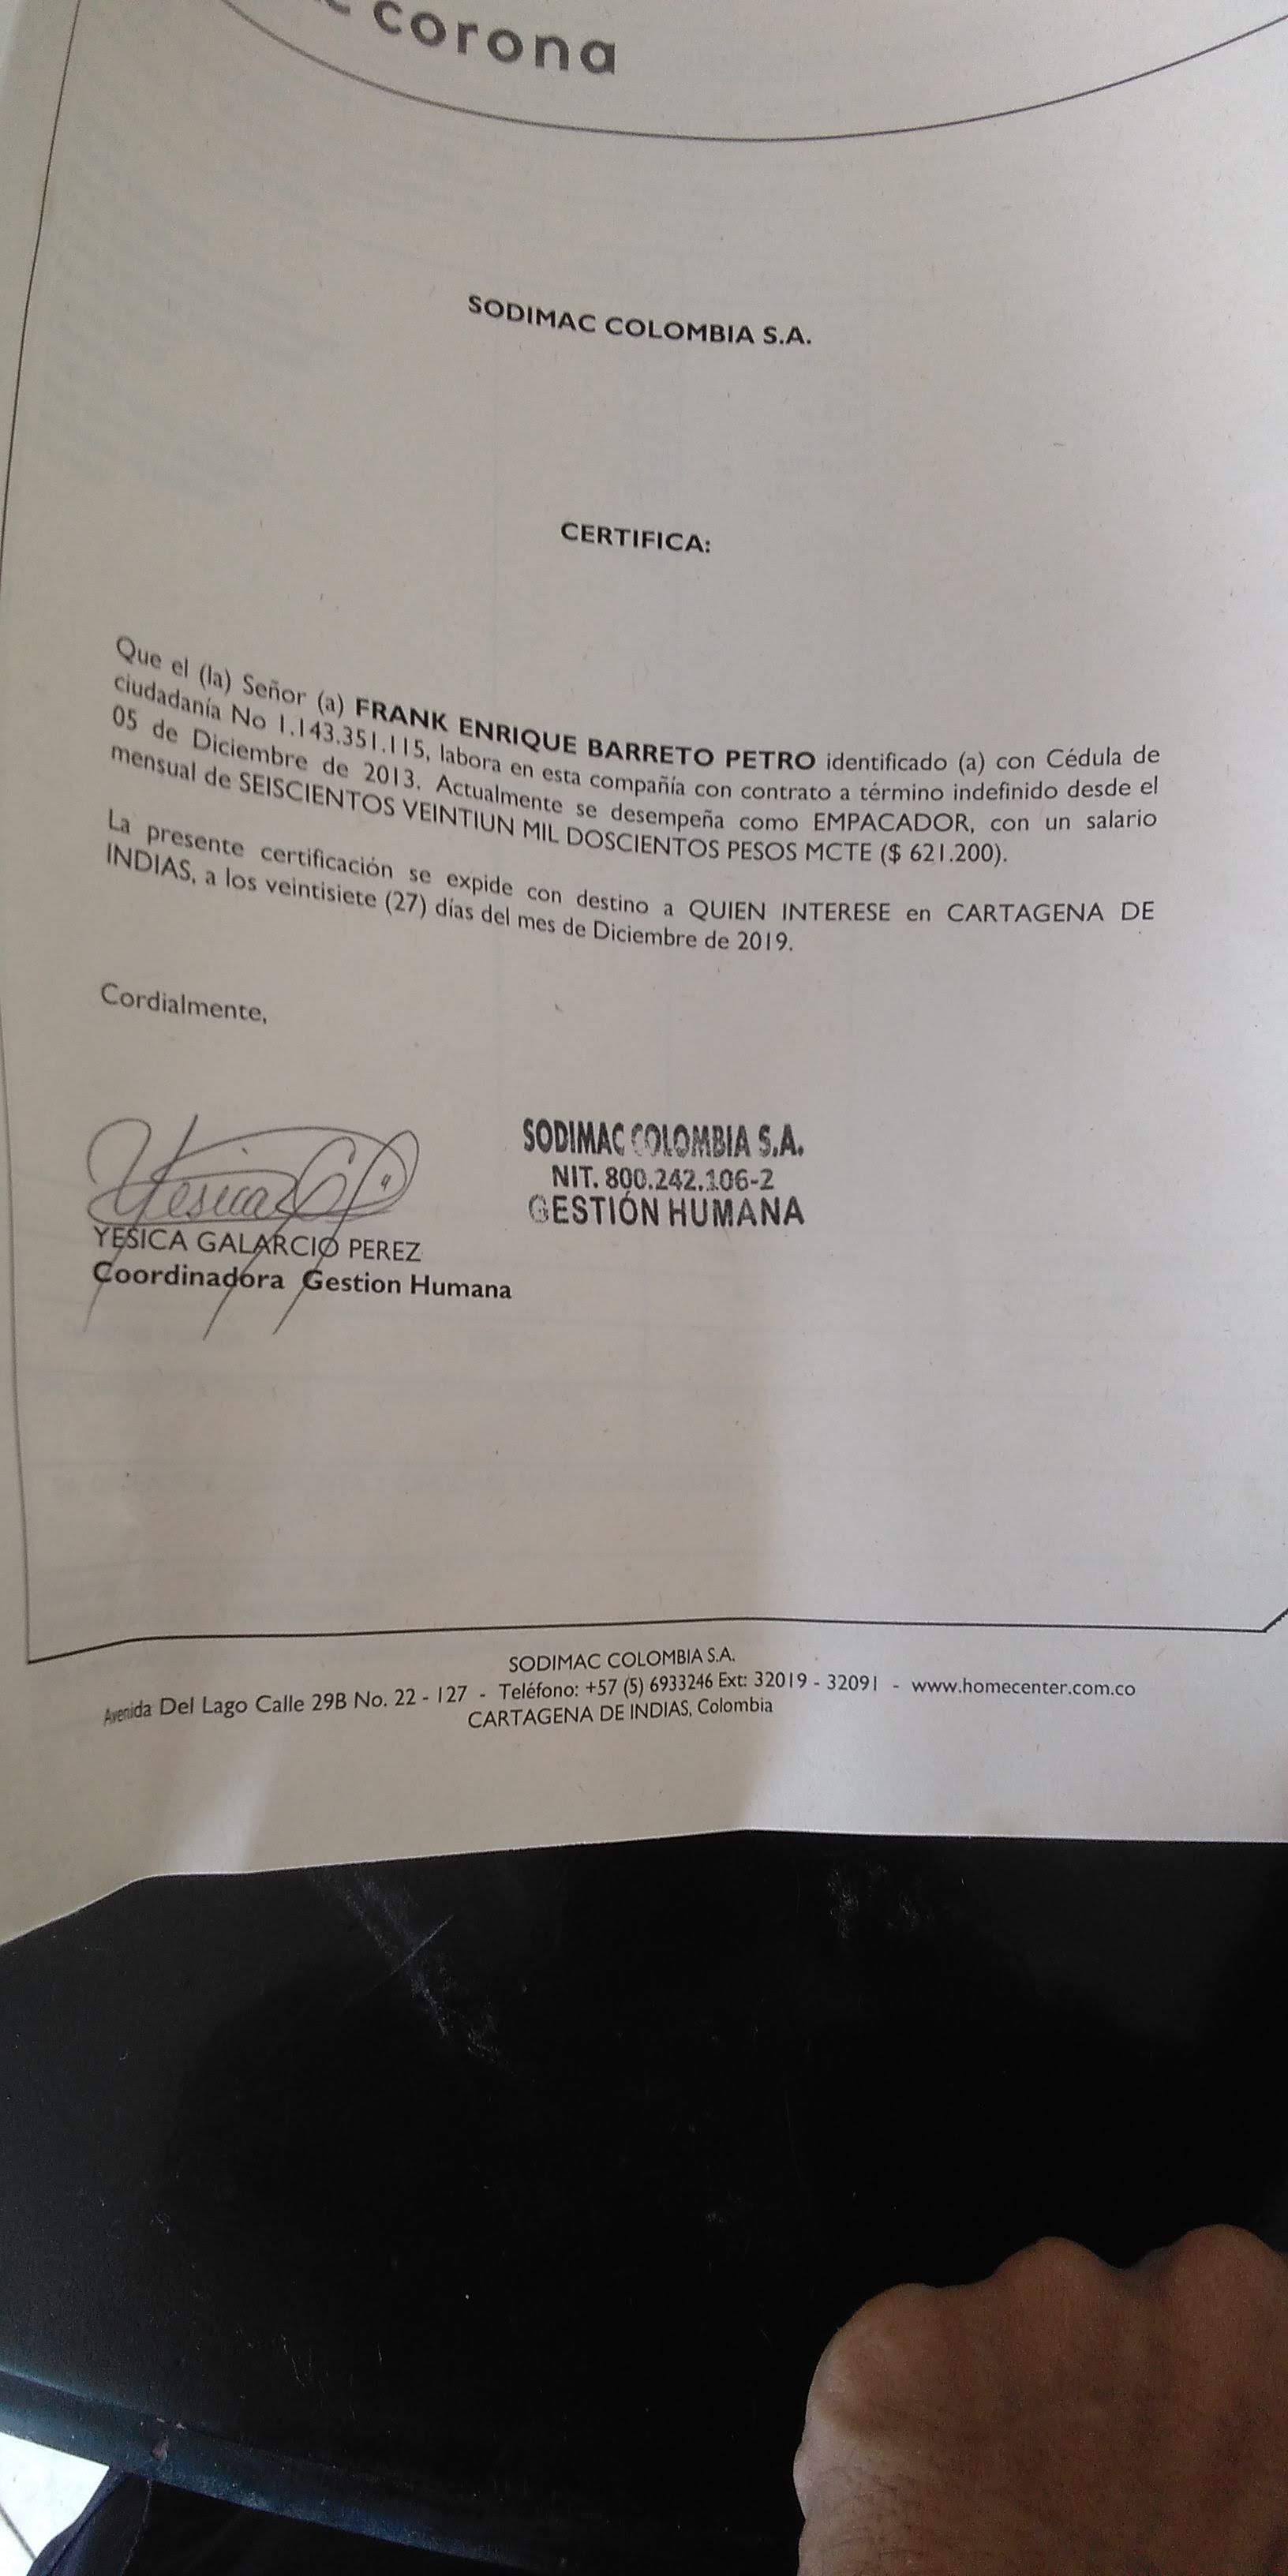 corona
SODIMAC COLOMBIA S.A.
CERTIFICA:
Que el (la) Señor (a) FRANK ENRIQUE BARRETO PETRO identificado (a) con Cédula de
ciudadanía No 1.143.351.115, labora en esta compañía con contrato a término indefinido desde el
05 de Diciembre de 2013. Actualmente se desempeña como EMPACADOR, con un salario
mensual de SEISCIENTOS VEINTIUN MIL DOSCIENTOS PESOS MCTE ($ 621.200).
La presente certificación se expide con destino a QUIEN INTERESE en CARTAGENA DE
INDIAS, a los veintisiete (27) días del mes de Diciembre de 2019.
Cordialmente,
Yesica
SODIMAC COLOMBIA S.A.
NIT. 800.242.106-2
GESTIÓN HUMANA
YESICA GALARCIO PEREZ
Coordinadora Gestion Humana
SODIMAC COLOMBIA S.A.
Avenida Del Lago Calle 29B No. 22 - 127 - Teléfono: +57 (5) 6933246 Ext: 32019 - 32091 - www.homecenter.com.co
CARTAGENA DE INDIAS, Colombia